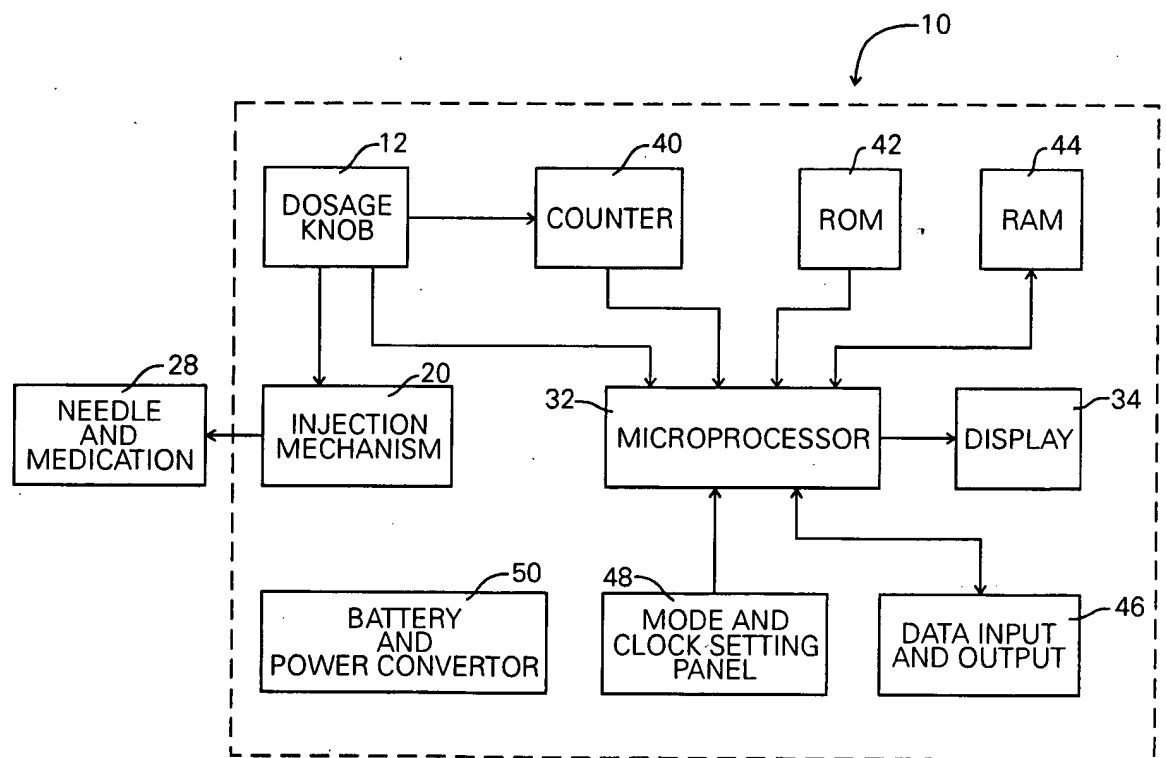 10
12
40
42
44
DOSAGE
KNOB
COUNTER
ROM
RAM
28
20
32
34
NEEDLE
AND
MEDICATION
INJECTION
MECHANISM
MICROPROCESSOR
DISPLAY
50
48
46
BATTERY
AND
POWER CONVERTOR
MODE AND
CLOCK SETTING
PANEL
DATA INPUT
AND OUTPUT